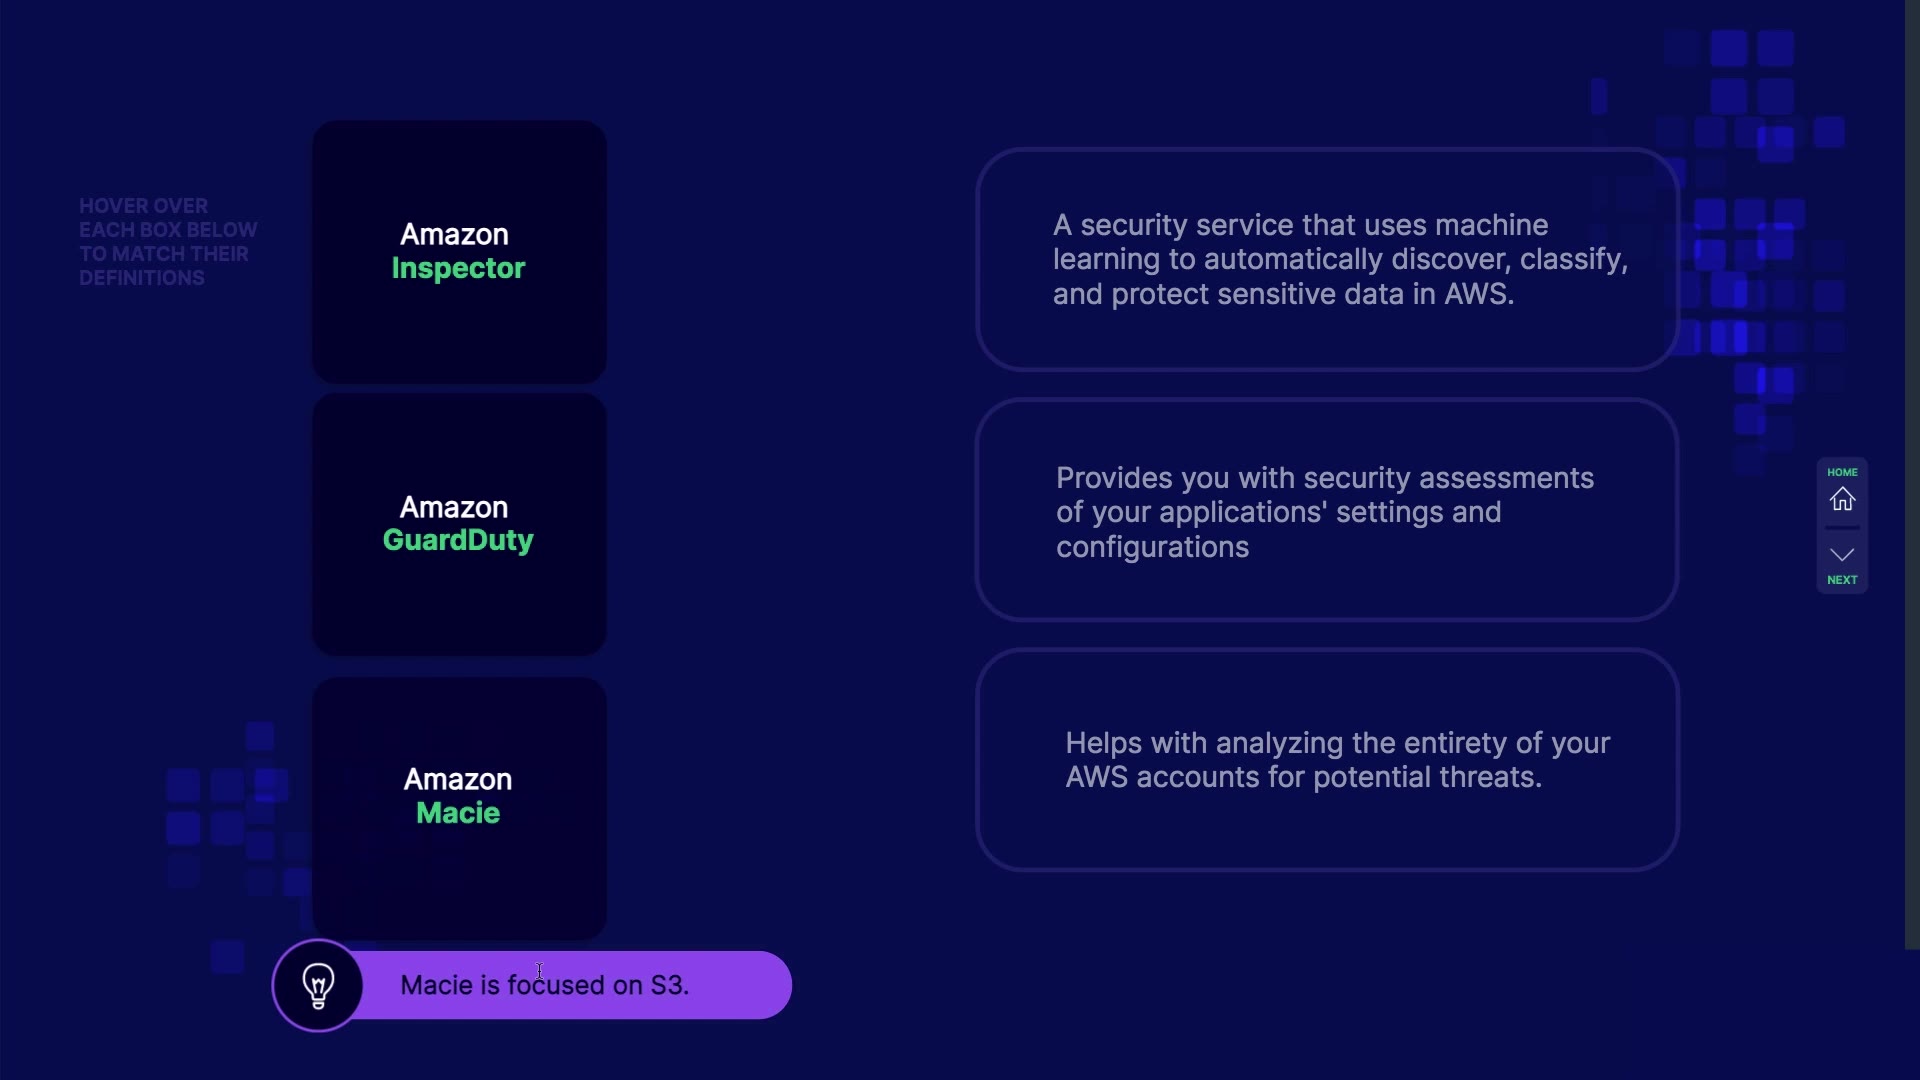 HOVER OVER
EACH BOX BELOW
TO MATCH THEIR
DEFINITIONS
Amazon
Inspector
A security service that uses machine
learning to automatically discover, classify,
and protect sensitive data in AWS.
Amazon
GuardDuty
Provides you with security assessments
of your applications' settings and
configurations
HOME
NEXT
Amazon
Macie
Helps with analyzing the entirety of your
AWS accounts for potential threats.
Macie is focused on S3.